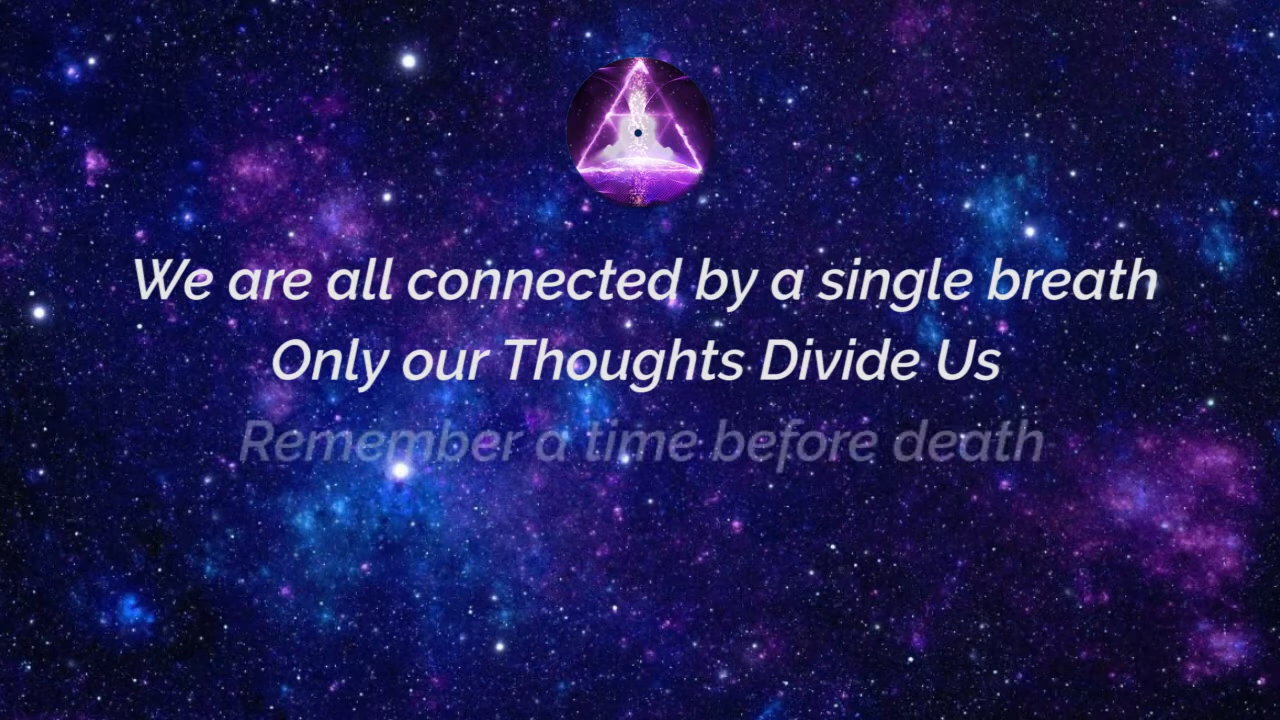 We are all connected by a single breath
Only our Thoughts Divide Us
Remember a time before death